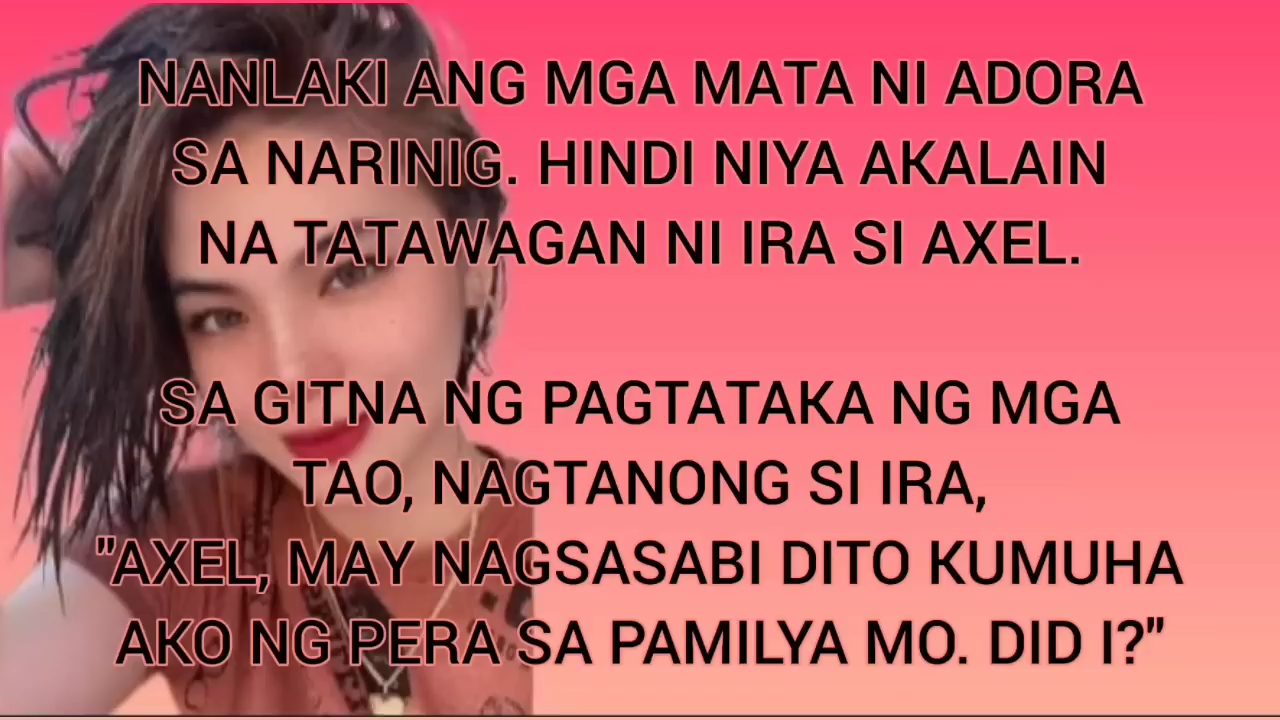 NANLAKI ANG MGA MATA NI ADORA
SA NARINIG. HINDI NIYA AKALAIN
NA TATAWAGAN NI IRA SI AXEL.
SA GITNA NG PAGTATAKA NG MGA
TAO, NAGTANONG SI IRA,
"AXEL, MAY NAGSASABI DITO KUMUHA
AKO NG PERA SA PAMILYA MO. DID I?"